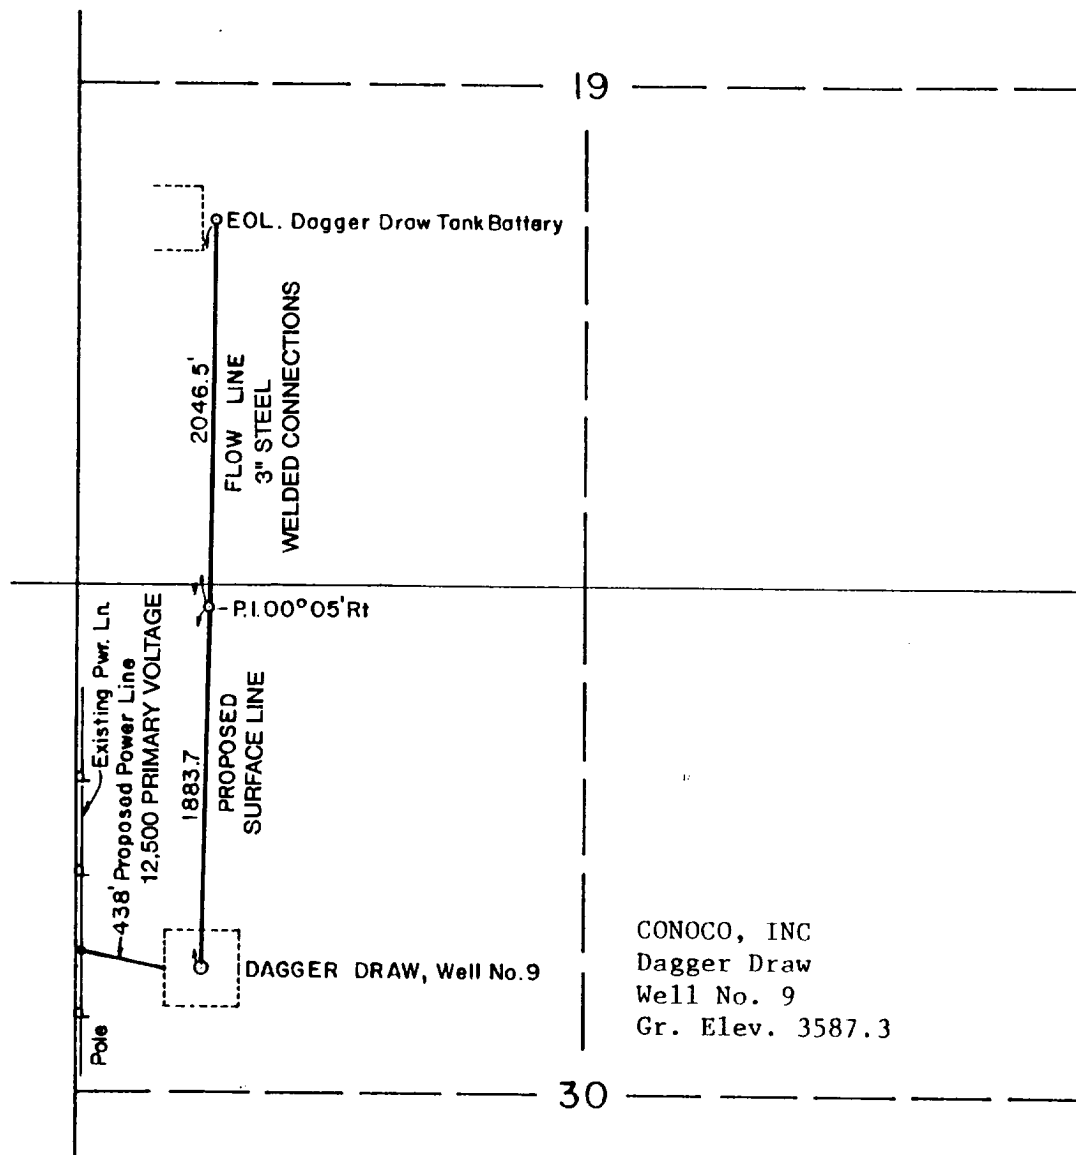 19
EOL. Dagger Draw Tank Battery
2046.5'
FLOW LINE
3" STEEL
WELDED CONNECTIONS
P.I.00°05'Rt
Existing Pwr. Ln.
438' Proposed Power Line
12,500 PRIMARY VOLTAGE
1883.7
PROPOSED
SURFACE LINE
DAGGER DRAW, Well No.9
Pole
CONOCO, INC
Dagger Draw
Well No. 9
Gr. Elev. 3587.3
30